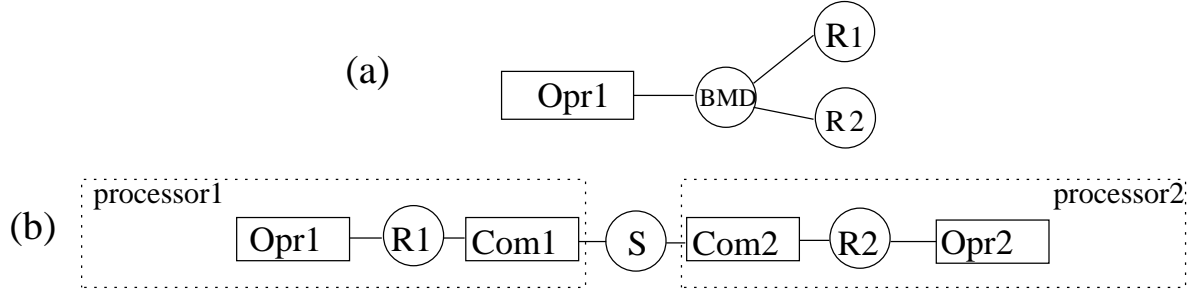 (a)
Opr1
BMD
R1
R2
processor1
processor2
(b)
Opr1
R1
Com1
S
Com2
R2
Opr2